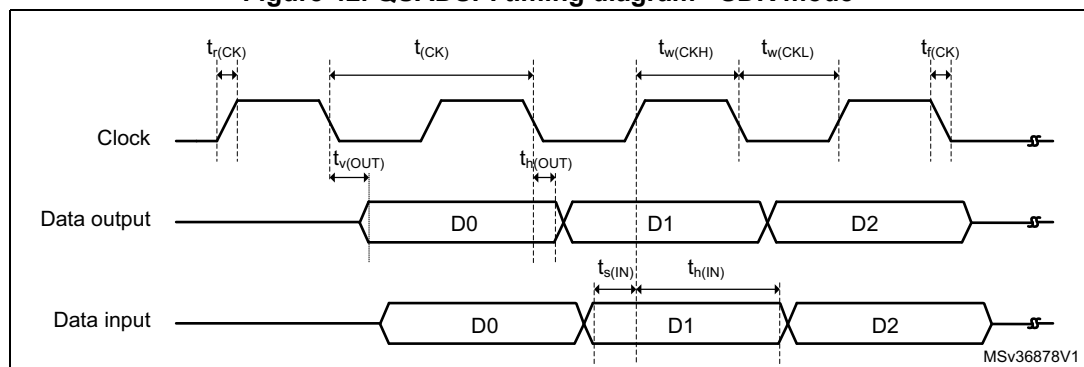 Figure 42. QUADSPI timing diagram - SDR mode
tr(CK) t(CK) tw(CKH) tw(CKL) tf(CK)
Clock
tv(OUT) th(OUT)
Data output D0 D1 D2
ts(IN) th(IN)
Data input D0 D1 D2
MSv36878V1